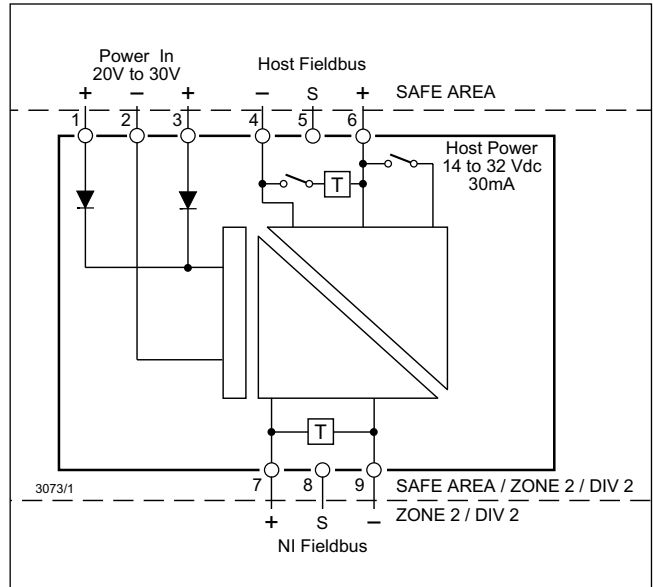 Power In
20V to 30V
Host Fieldbus
+ − + − S + SAFE AREA
1 2 3 4 5 6
Host Power
14 to 32 Vdc
30mA
T
T
7 8 9 SAFE AREA / ZONE 2 / DIV 2
3073/1
+ S − ZONE 2 / DIV 2
NI Fieldbus